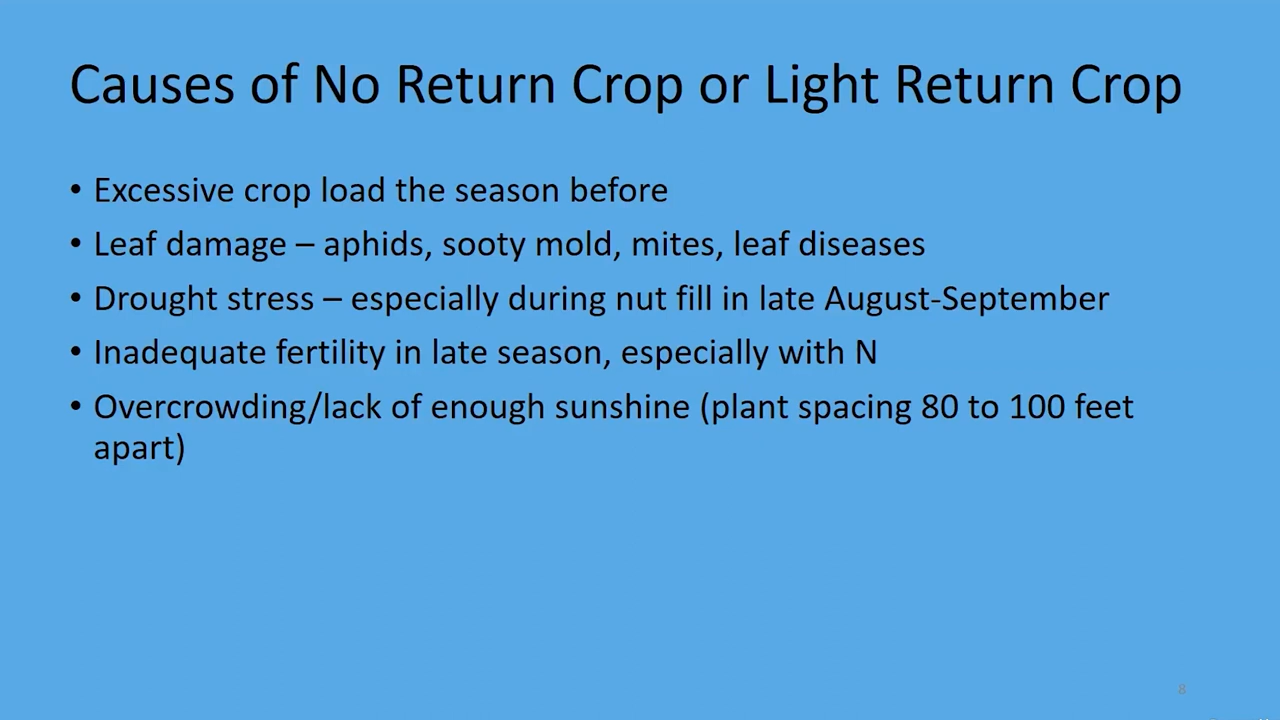 Causes of No Return Crop or Light Return Crop
• Excessive crop load the season before
• Leaf damage – aphids, sooty mold, mites, leaf diseases
• Drought stress – especially during nut fill in late August-September
• Inadequate fertility in late season, especially with N
• Overcrowding/lack of enough sunshine (plant spacing 80 to 100 feet
apart)
8